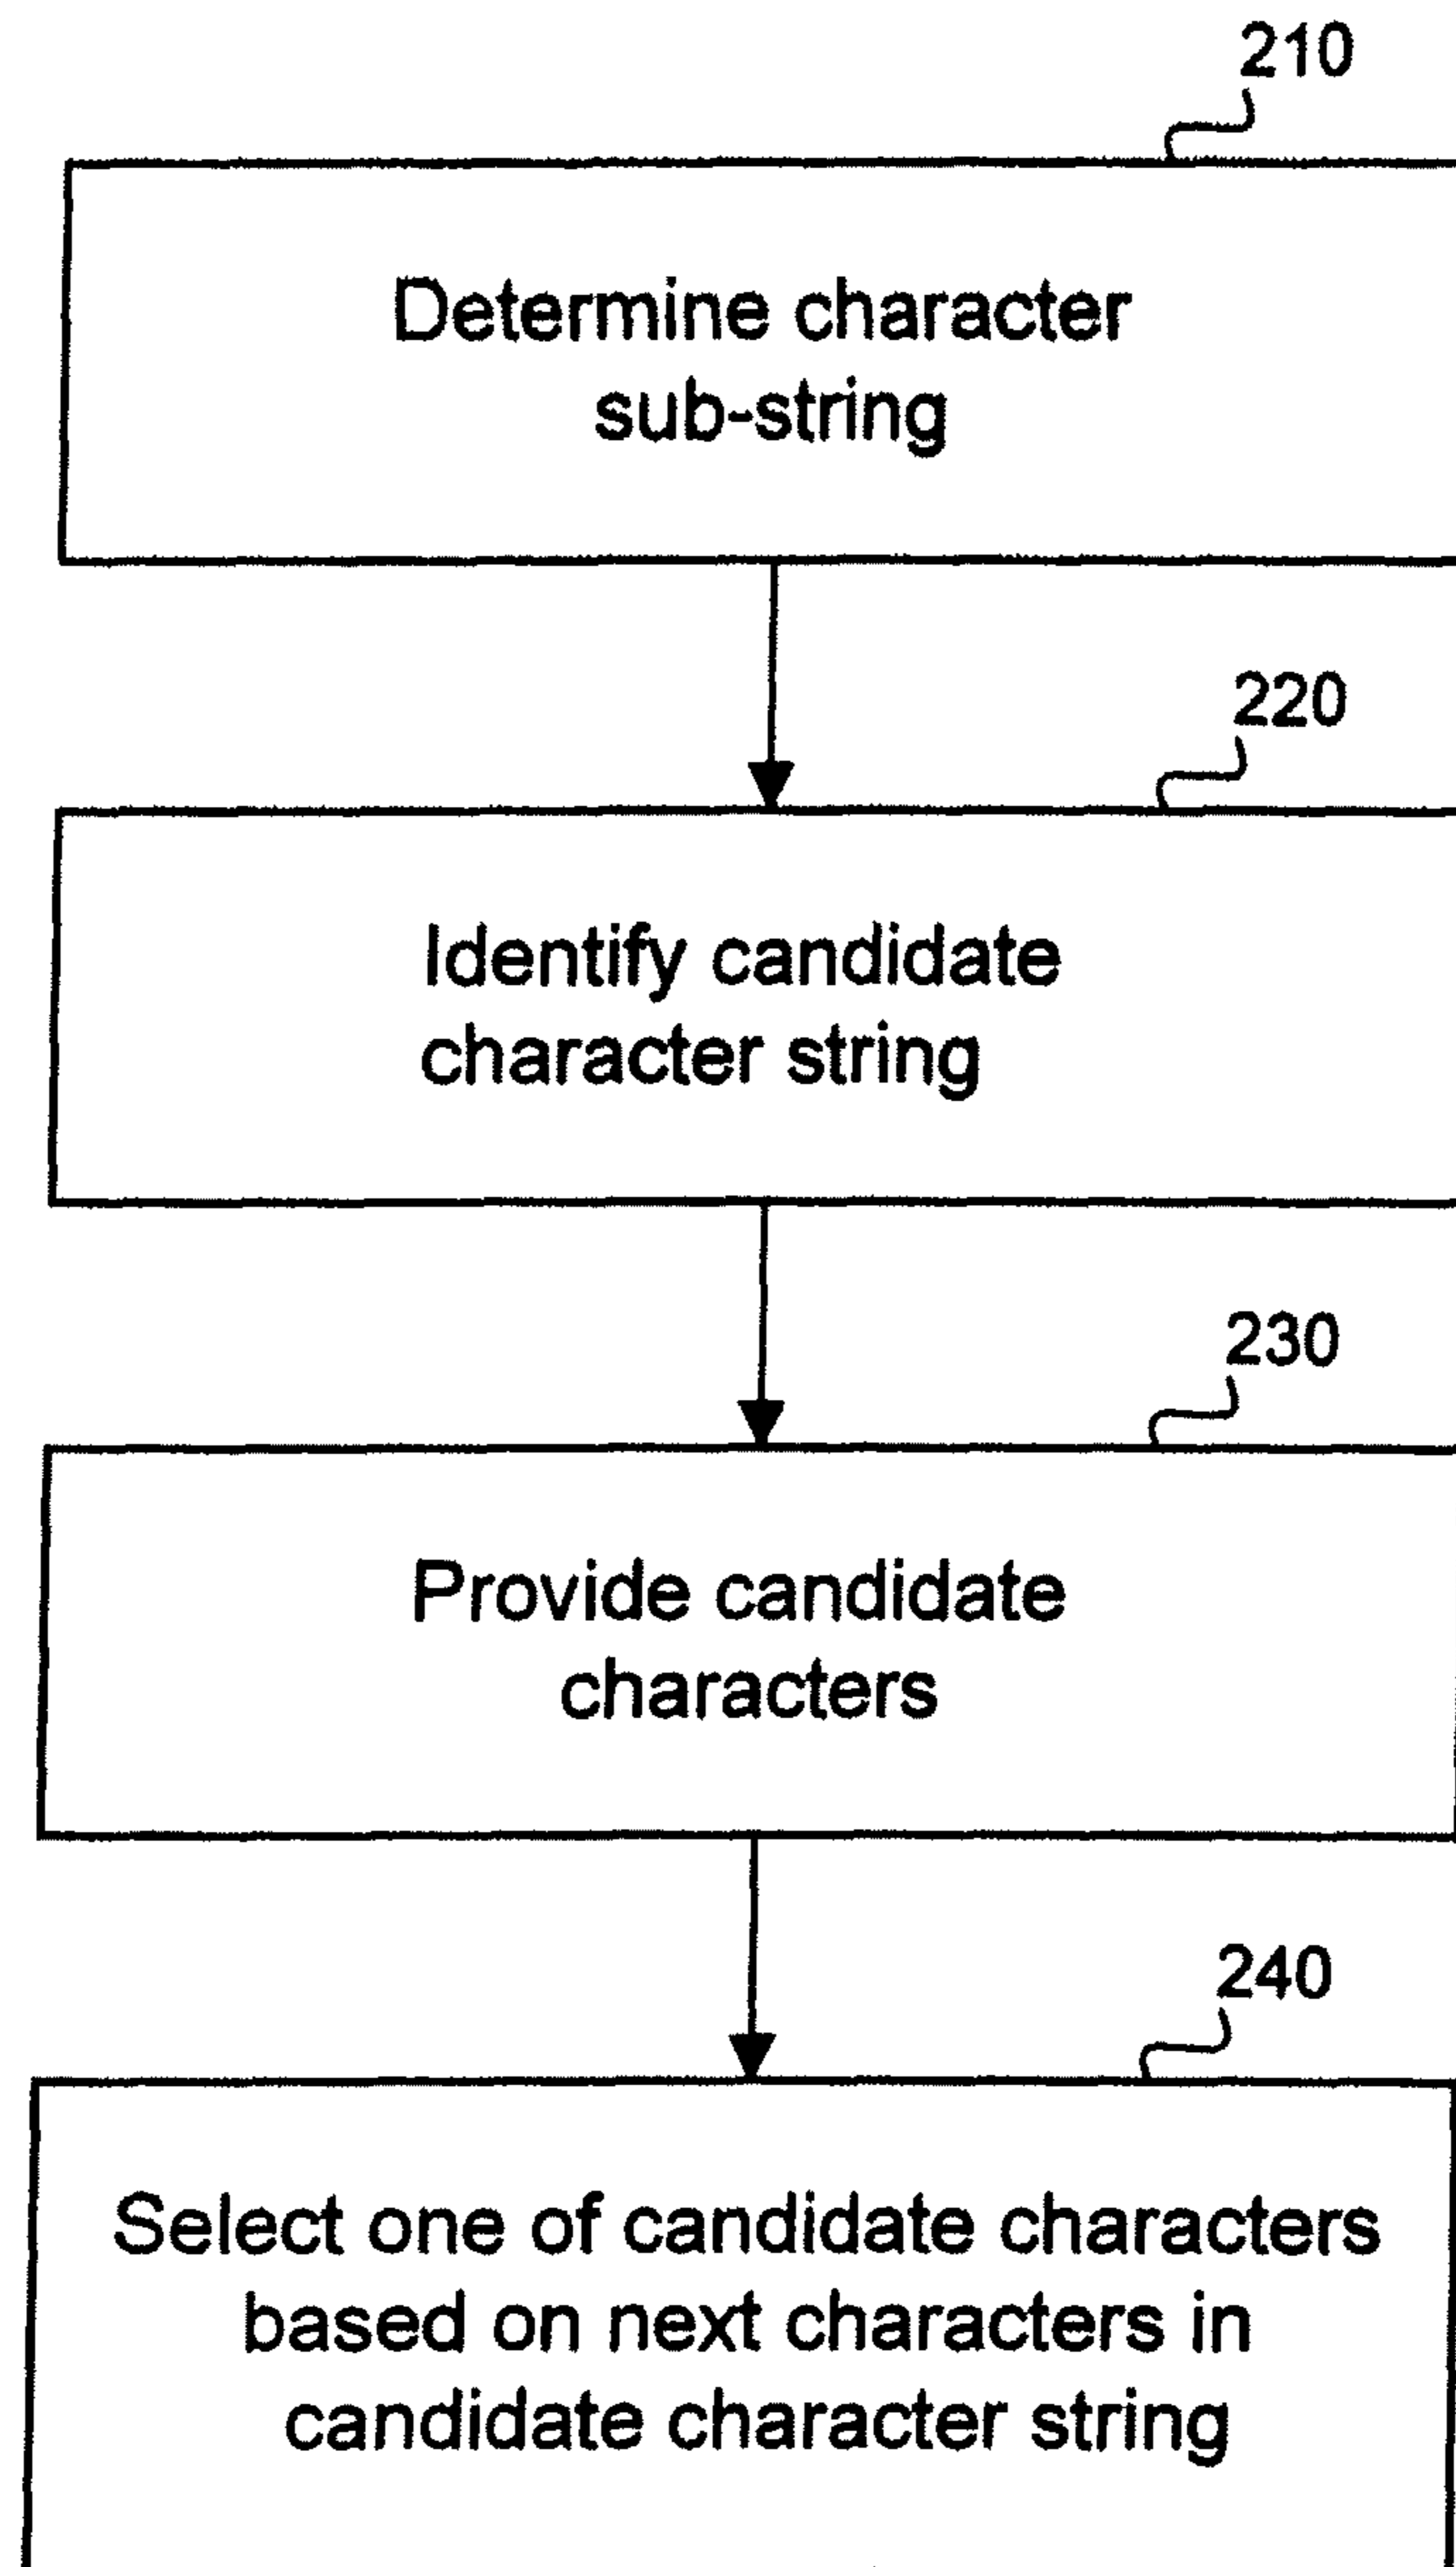 210
Determine character
sub-string
220
Identify candidate
character string
230
Provide candidate
characters
240
Select one of candidate characters
based on next characters in
candidate character string